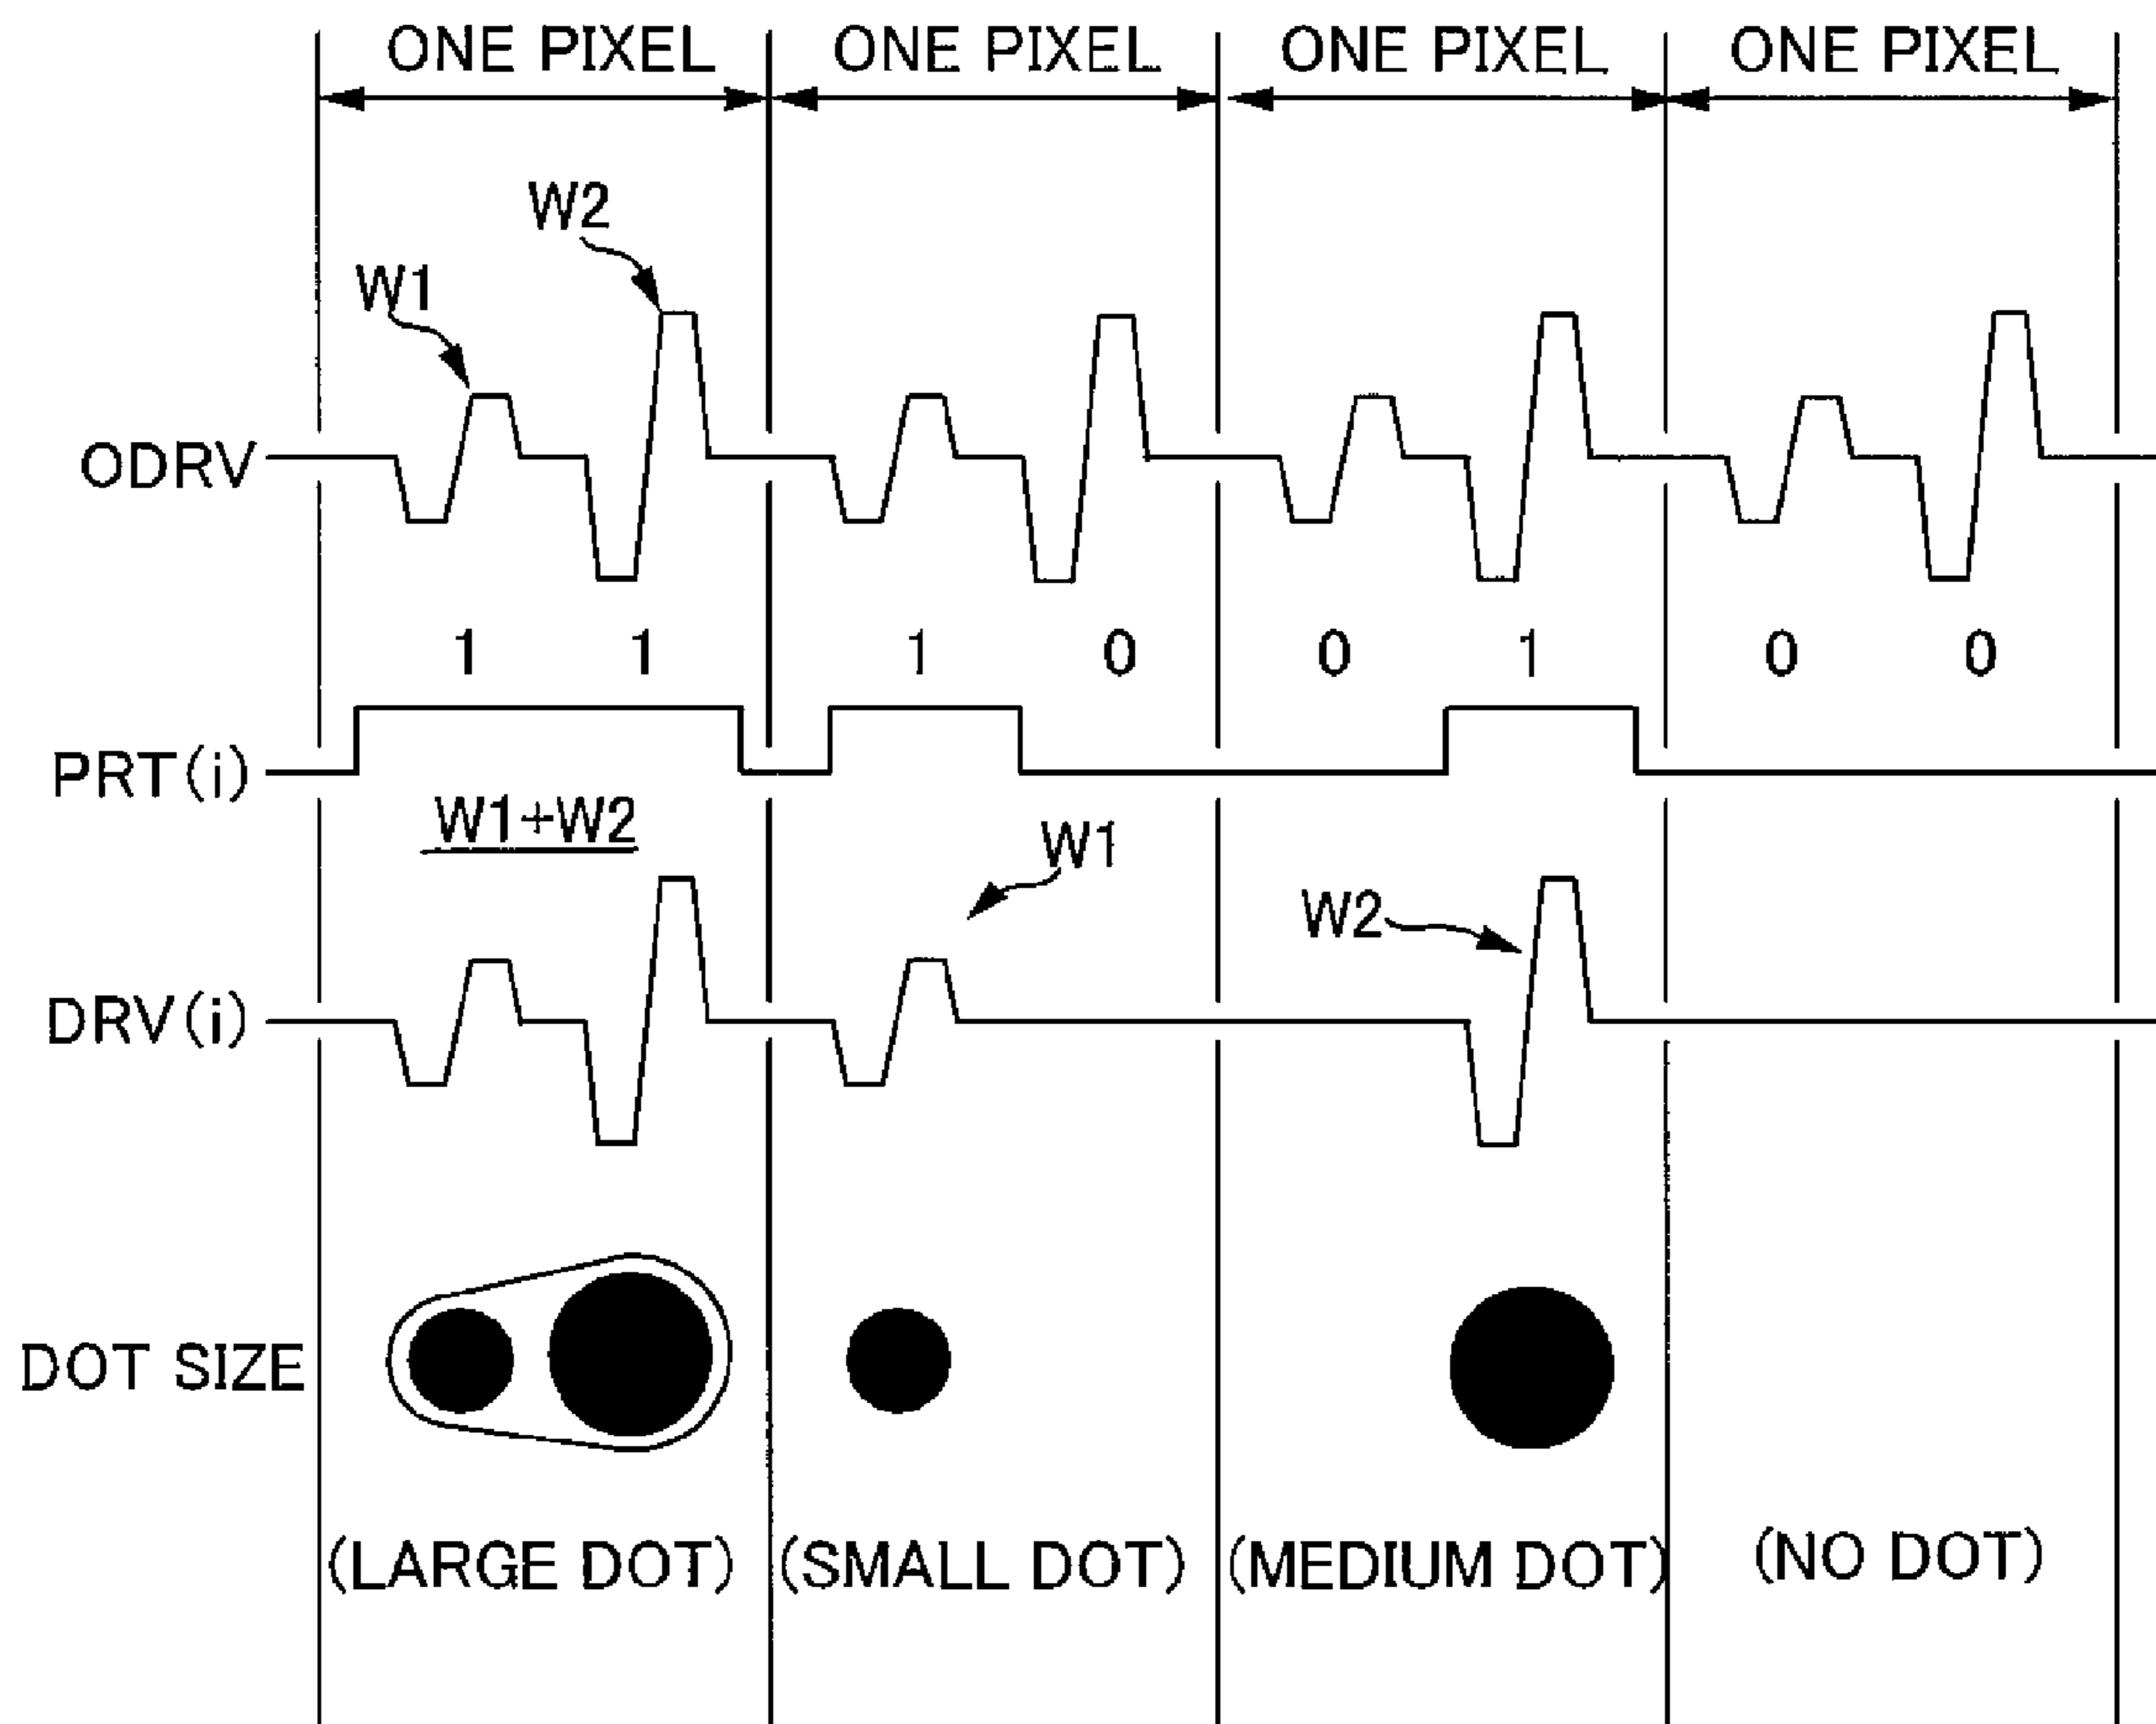 ONE PIXEL ONE PIXEL ONE PIXEL ONE PIXEL
W2
W1
ODRV
1 1 1 0 0 1 0 0
PRT(i)
W1+W2
W1
W2
DRV(i)
DOT SIZE
(LARGE DOT) (SMALL DOT) (MEDIUM DOT) (NO DOT)